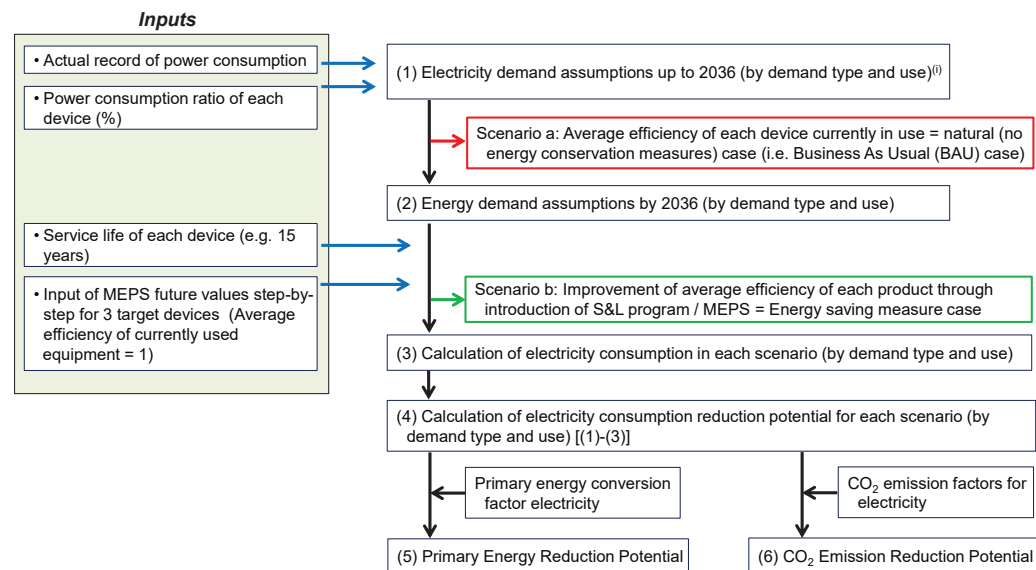 Inputs
• Actual record of power consumption
• Power consumption ratio of each
device (%)
(1) Electricity demand assumptions up to 2036 (by demand type and use)(i)
Scenario a: Average efficiency of each device currently in use = natural (no
energy conservation measures) case (i.e. Business As Usual (BAU) case)
(2) Energy demand assumptions by 2036 (by demand type and use)
• Service life of each device (e.g. 15
years)
• Input of MEPS future values step-by-
step for 3 target devices (Average
efficiency of currently used
equipment = 1)
Scenario b: Improvement of average efficiency of each product through
introduction of S&L program / MEPS = Energy saving measure case
(3) Calculation of electricity consumption in each scenario (by demand type and use)
(4) Calculation of electricity consumption reduction potential for each scenario (by
demand type and use) [(1)-(3)]
Primary energy conversion
factor electricity
CO2 emission factors for
electricity
(5) Primary Energy Reduction Potential
(6) CO2 Emission Reduction Potential